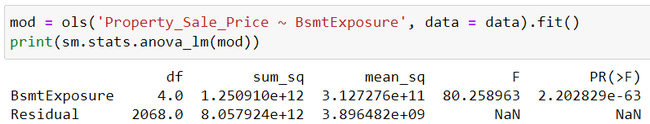 mod = ols('Property_Sale_Price ~ BsmtExposure', data = data).fit()
print(sm.stats.anova_lm(mod))
df sum_sq mean_sq F PR(>F)
BsmtExposure 4.0 1.250910e+12 3.127276e+11 80.258963 2.202829e-63
Residual 2068.0 8.057924e+12 3.896482e+09 NaN NaN